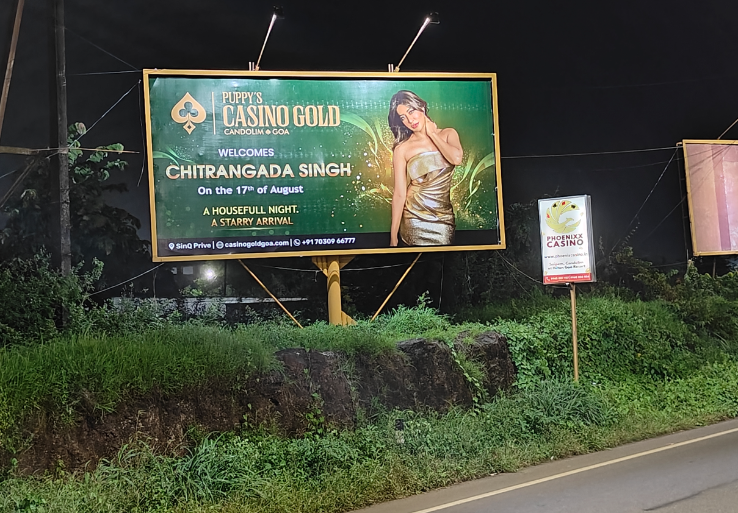 PUPPY'S
CASINO GOLD
CANDOLIM GOA
WELCOMES
CHITRANGADA SINGH
On the 17th of August
A HOUSEFULL NIGHT.
A STARRY ARRIVAL
SinQ Prive | casinogoldgoa.com | +91 70309 66777
PHOENIXX
CASINO